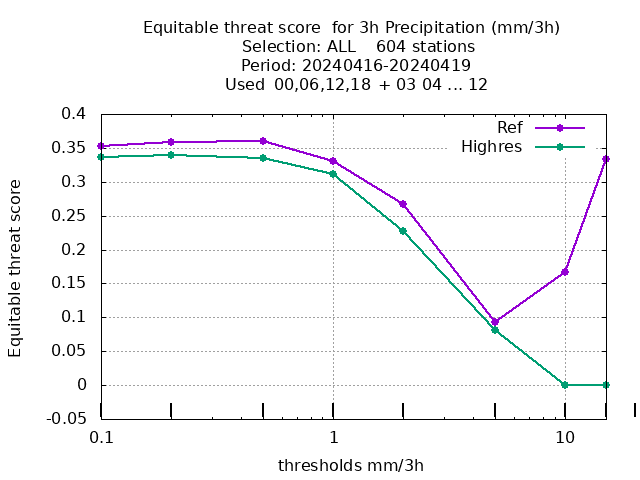 Equitable threat score  for 3h Precipitation (mm/3h)
Selection: ALL    604 stations
Period: 20240416-20240419
Used  00,06,12,18 + 03 04 ... 12
Ref
Highres
0.4
0.35
0.3
0.25
0.2
0.15
0.1
0.05
0
-0.05
Equitable threat score
0.1
1
10
thresholds mm/3h